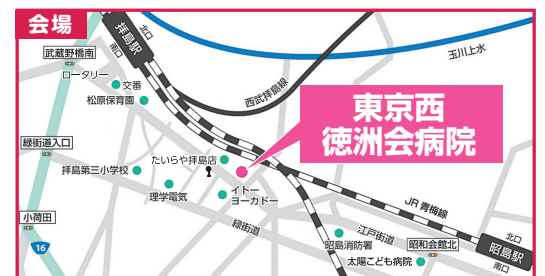 会場
拝島駅
北口
南口
武蔵野橋南
ロータリー
交番
松原保育園
西武拝島線
玉川上水
東京西
徳洲会病院
緑街道入口
拝島第三小学校
たいらや拝島店
理学電気
イトー
ヨーカドー
JR青梅線
小荷田
緑街道
江戸街道
昭島消防署
昭和会館北
太陽こども病院
北口
昭島駅
南口
16